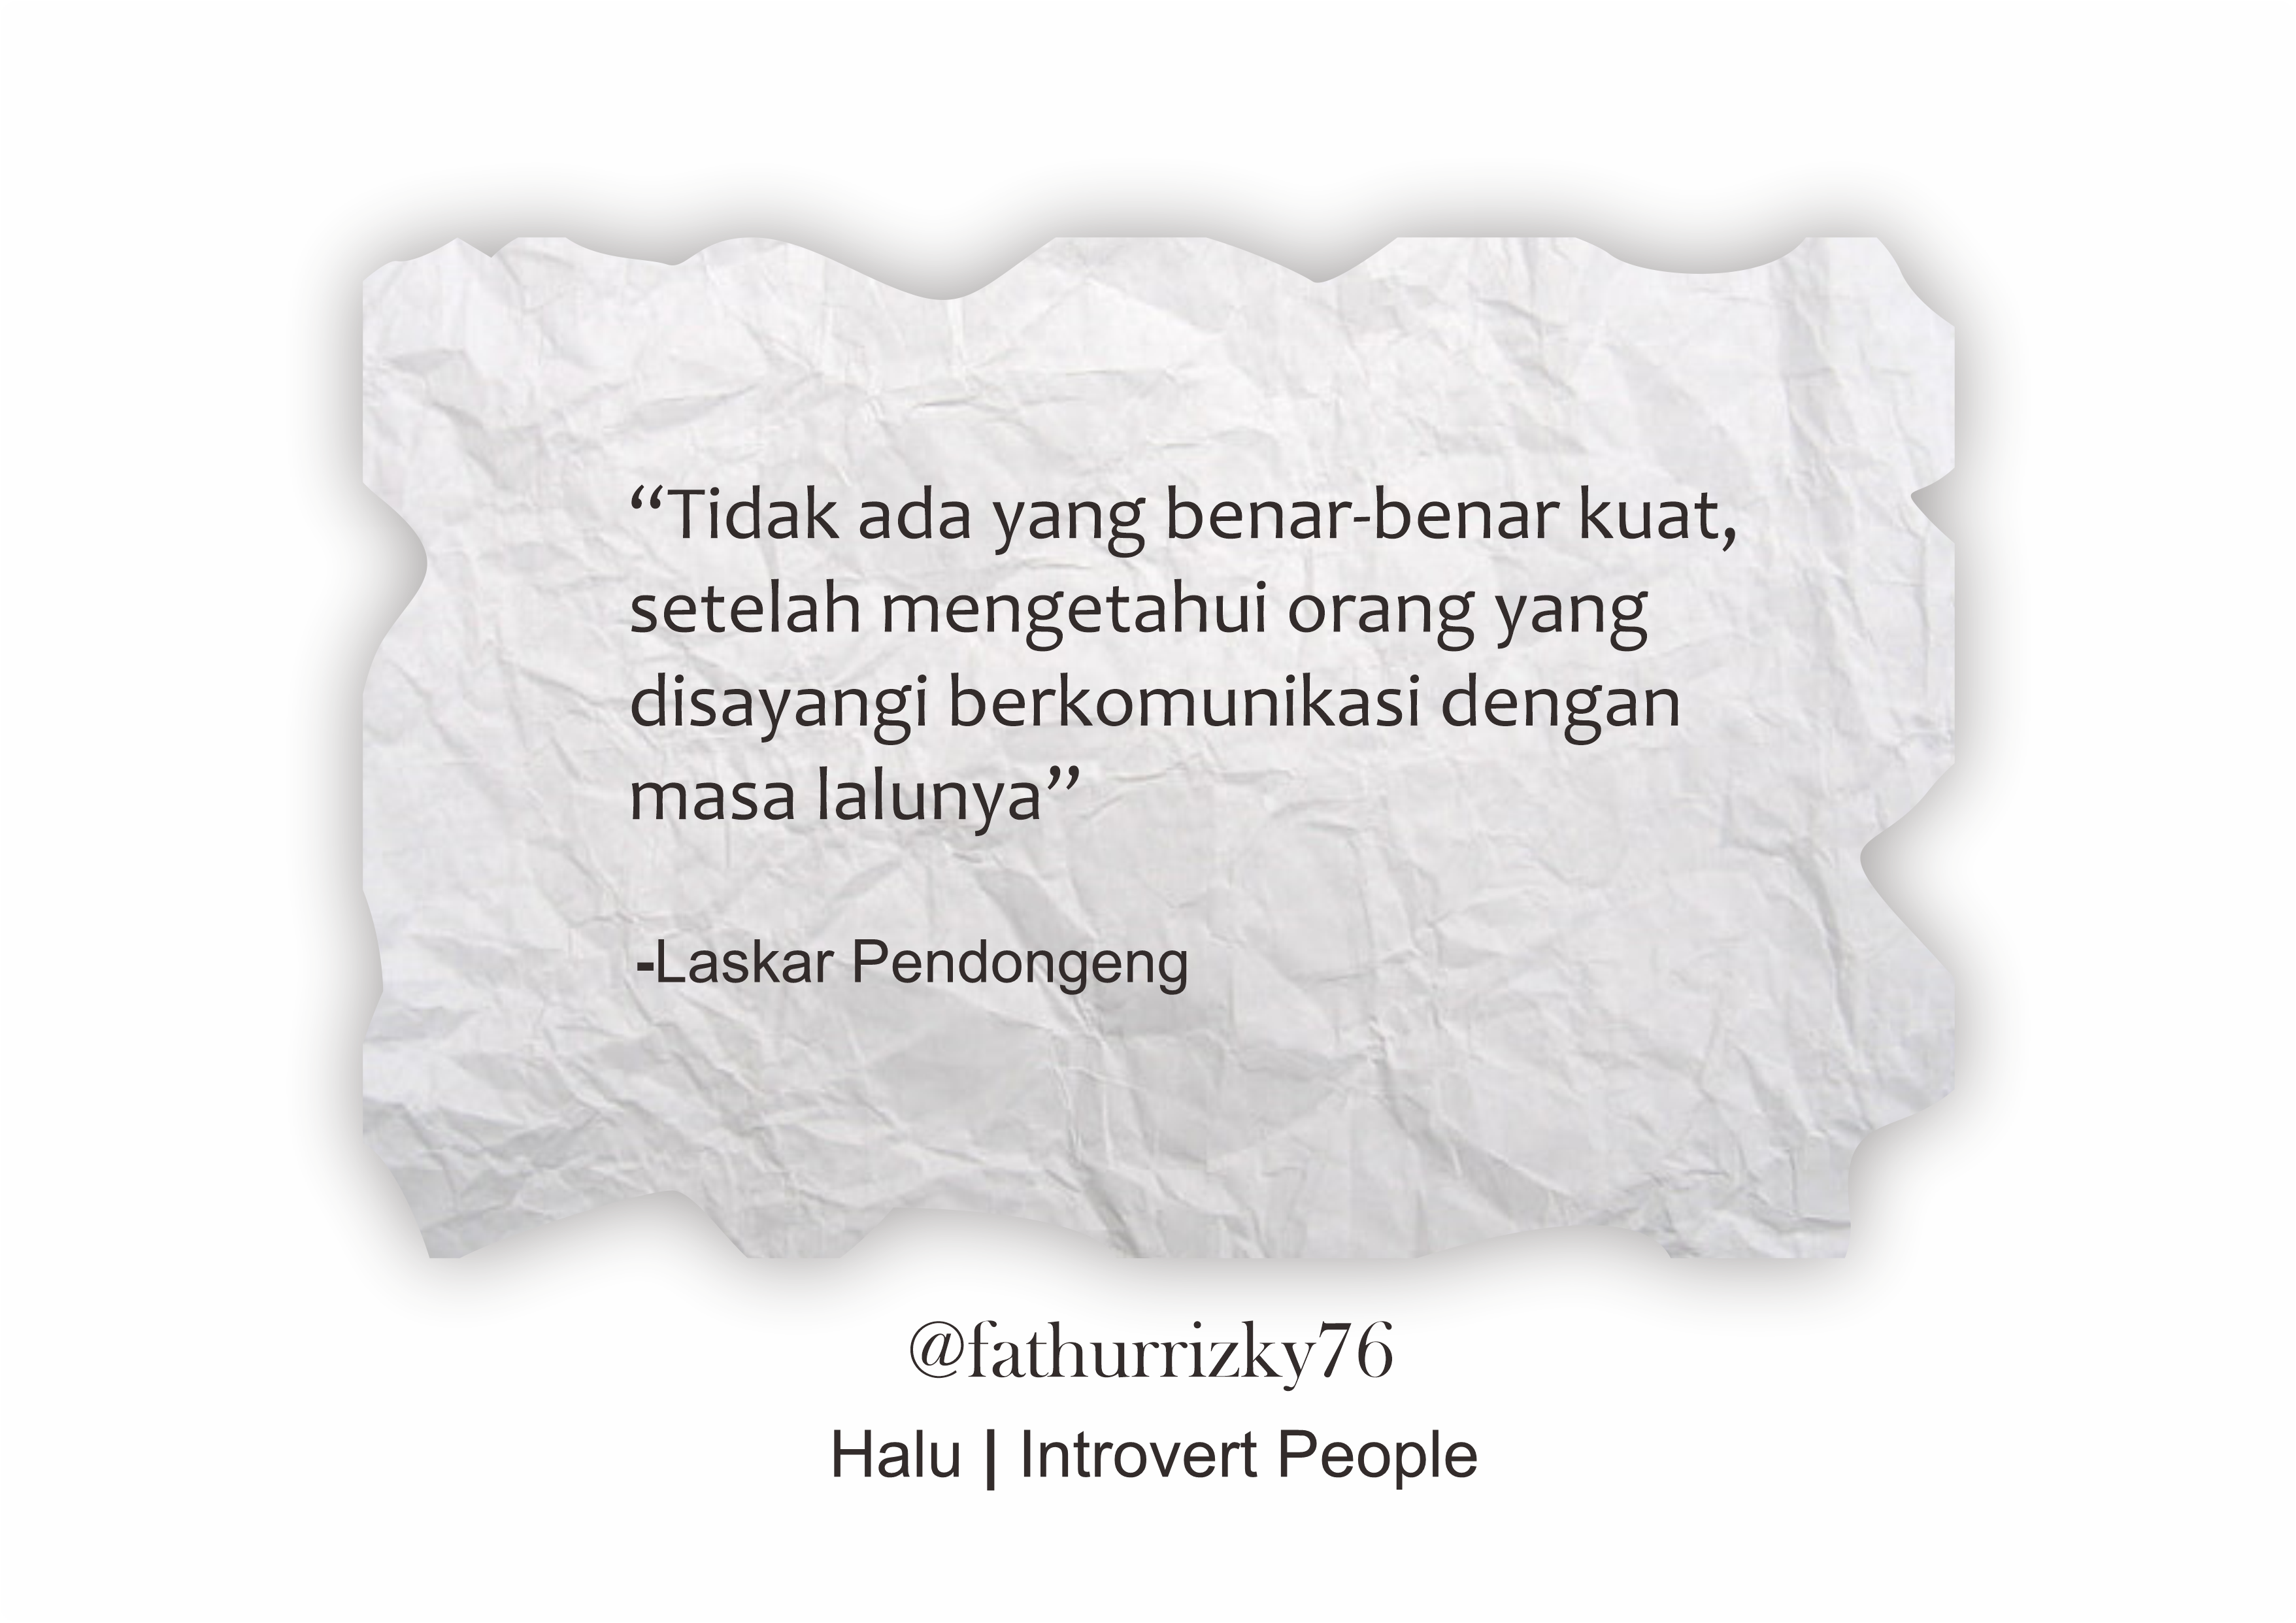 “Tidak ada yang benar-benar kuat,
setelah mengetahui orang yang
disayangi berkomunikasi dengan
masa lalunya”
-Laskar Pendongeng
@fathurrizky76
Halu | Introvert People